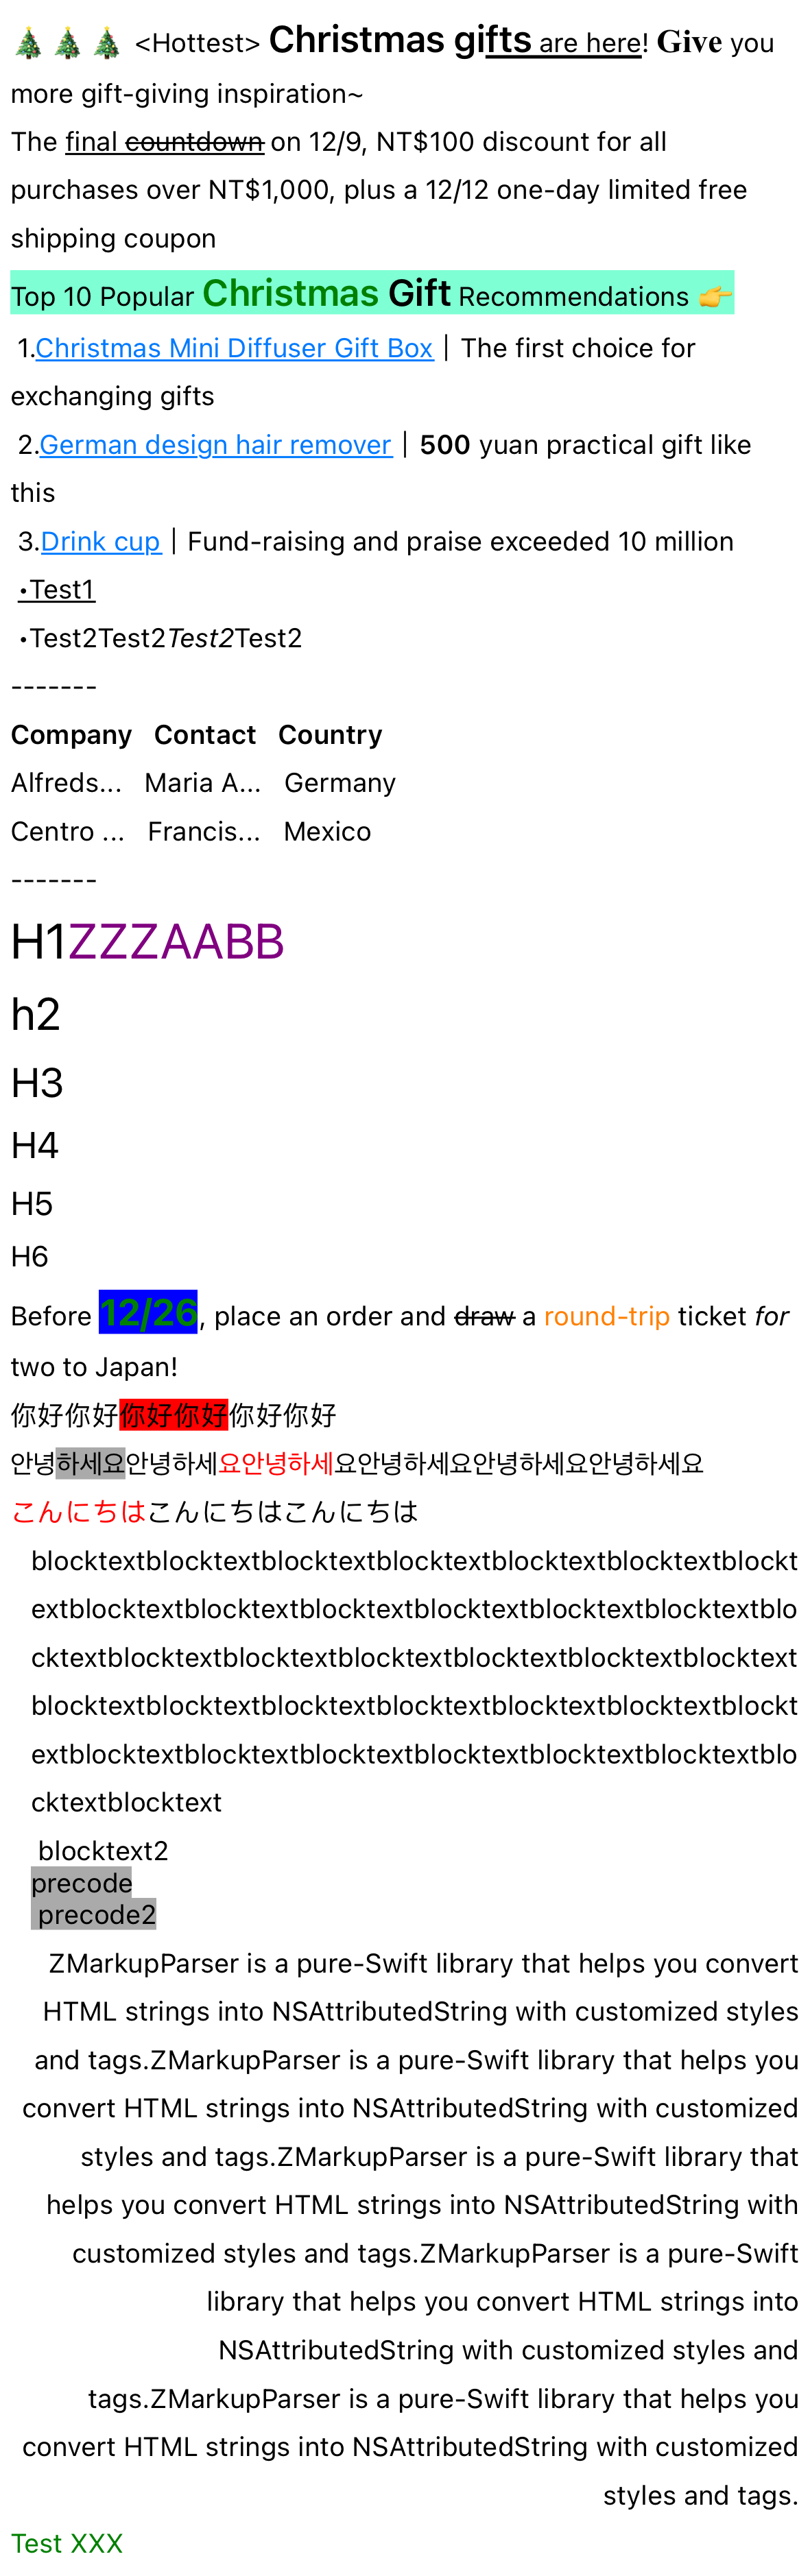 🎄🎄🎄 <Hottest> Christmas gifts are here! Give you
more gift-giving inspiration~
The final countdown on 12/9, NT$100 discount for all
purchases over NT$1,000, plus a 12/12 one-day limited free
shipping coupon
Top 10 Popular Christmas Gift Recommendations 👉
1.Christmas Mini Diffuser Gift Box｜The first choice for
exchanging gifts
2.German design hair remover｜500 yuan practical gift like
this
3.Drink cup｜Fund-raising and praise exceeded 10 million
•Test1
•Test2Test2Test2Test2
-------
Company Contact Country
Alfreds... Maria A... Germany
Centro ... Francis... Mexico
-------
H1ZZZAABB
h2
H3
H4
H5
H6
Before 12/26, place an order and draw a round-trip ticket for
two to Japan!
你好你好你好你好你好你好
안녕하세요안녕하세요안녕하세요안녕하세요안녕하세요안녕하세요
こんにちはこんにちはこんにちは
blocktextblocktextblocktextblocktextblocktextblocktextblockt
extblocktextblocktextblocktextblocktextblocktextblocktextblo
cktextblocktextblocktextblocktextblocktextblocktextblocktext
blocktextblocktextblocktextblocktextblocktextblocktextblockt
extblocktextblocktextblocktextblocktextblocktextblocktextblo
cktextblocktext
blocktext2
precode
precode2
ZMarkupParser is a pure-Swift library that helps you convert
HTML strings into NSAttributedString with customized styles
and tags.ZMarkupParser is a pure-Swift library that helps you
convert HTML strings into NSAttributedString with customized
styles and tags.ZMarkupParser is a pure-Swift library that
helps you convert HTML strings into NSAttributedString with
customized styles and tags.ZMarkupParser is a pure-Swift
library that helps you convert HTML strings into
NSAttributedString with customized styles and
tags.ZMarkupParser is a pure-Swift library that helps you
convert HTML strings into NSAttributedString with customized
styles and tags.
Test XXX